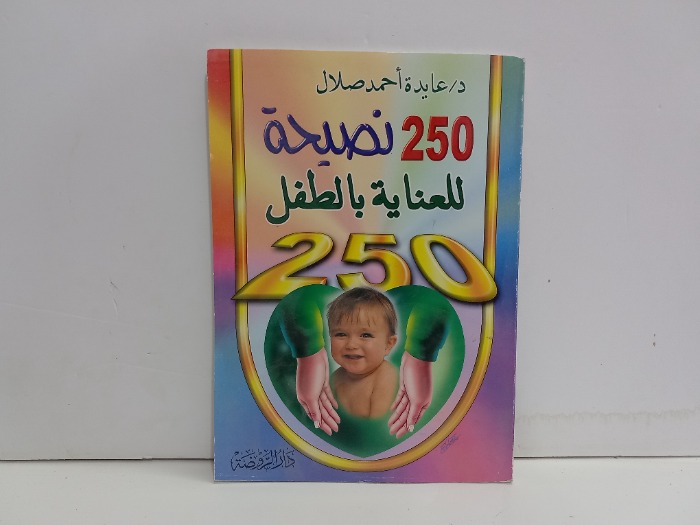 د/عايدة أحمد صلال
250 نصيحة
للعناية بالطفل
250
دار الروضة